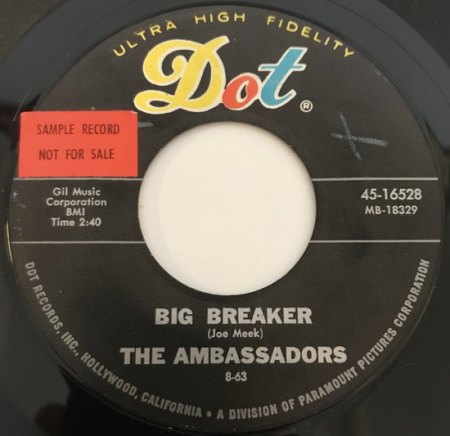 ULTRA HIGH FIDELITY
Dot
®
SAMPLE RECORD
NOT FOR SALE
Gil Music
Corporation
BMI
Time 2:40
45-16528
MB-18329
BIG BREAKER
(Joe Meek)
THE AMBASSADORS
8-63
DOT RECORDS, INC., HOLLYWOOD, CALIFORNIA • A DIVISION OF PARAMOUNT PICTURES CORPORATION